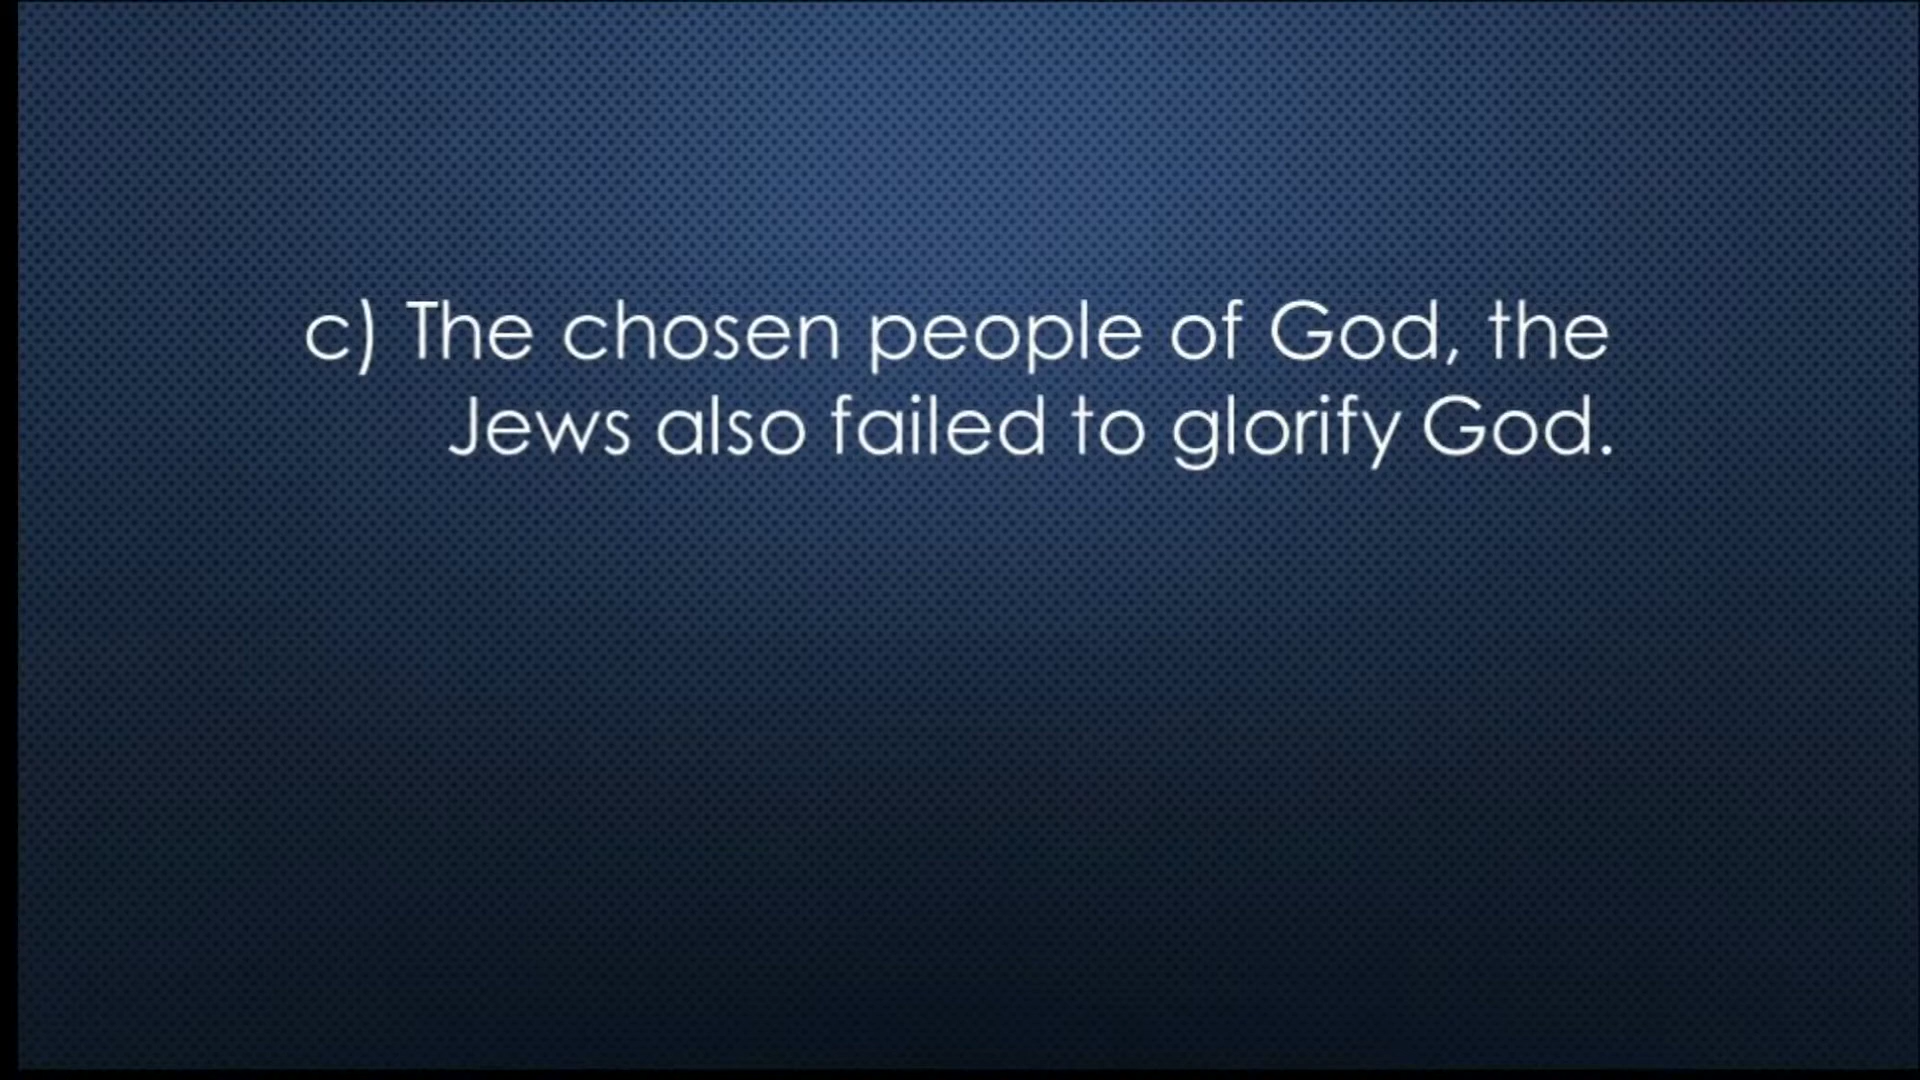 c) The chosen people of God, the
Jews also failed to glorify God.